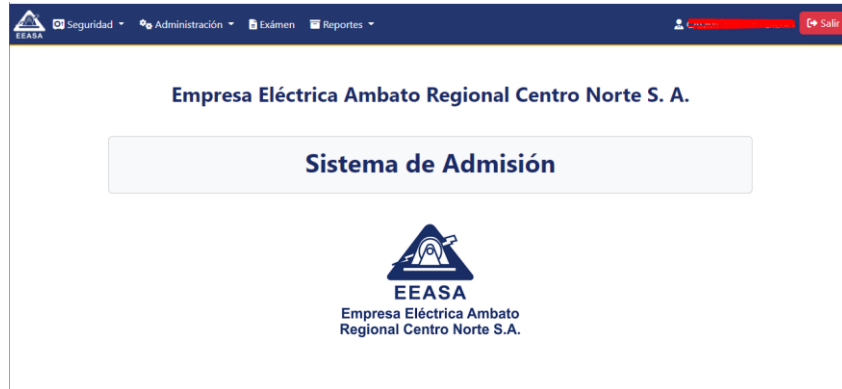 EEASA
Seguridad
Administración
Exámen
Reportes
Salir
Empresa Eléctrica Ambato Regional Centro Norte S. A.
Sistema de Admisión
EEASA
Empresa Eléctrica Ambato
Regional Centro Norte S.A.